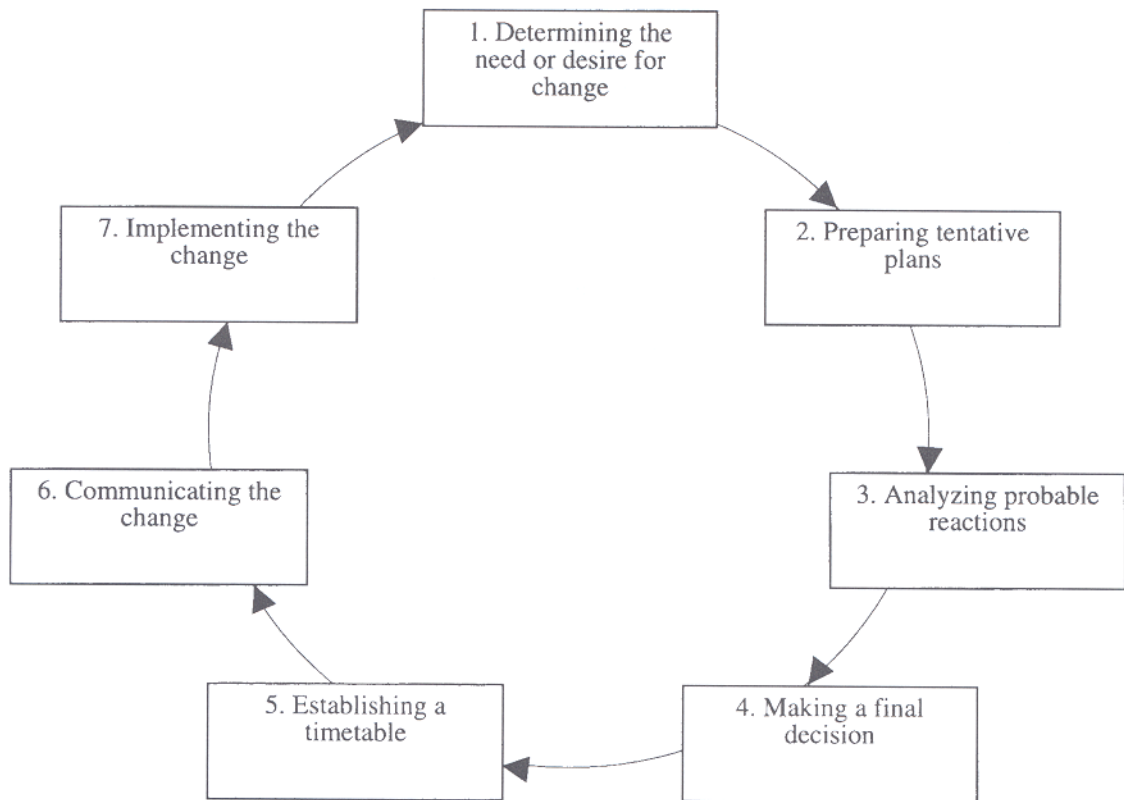 1. Determining the
need or desire for
change
2. Preparing tentative
plans
3. Analyzing probable
reactions
4. Making a final
decision
5. Establishing a
timetable
6. Communicating the
change
7. Implementing the
change